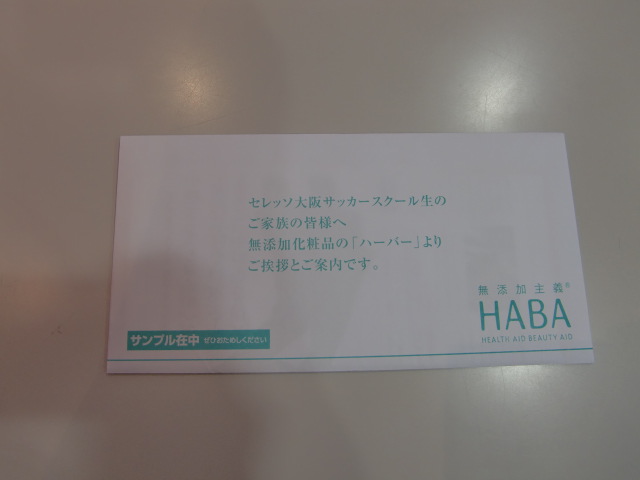 セレッソ大阪サッカースクール生の
ご家族の皆様へ
無添加化粧品の「ハーバー」より
ご挨拶とご案内です。
無添加主義®
HABA
HEALTH AID BEAUTY AID
サンプル在中 ぜひお試しください